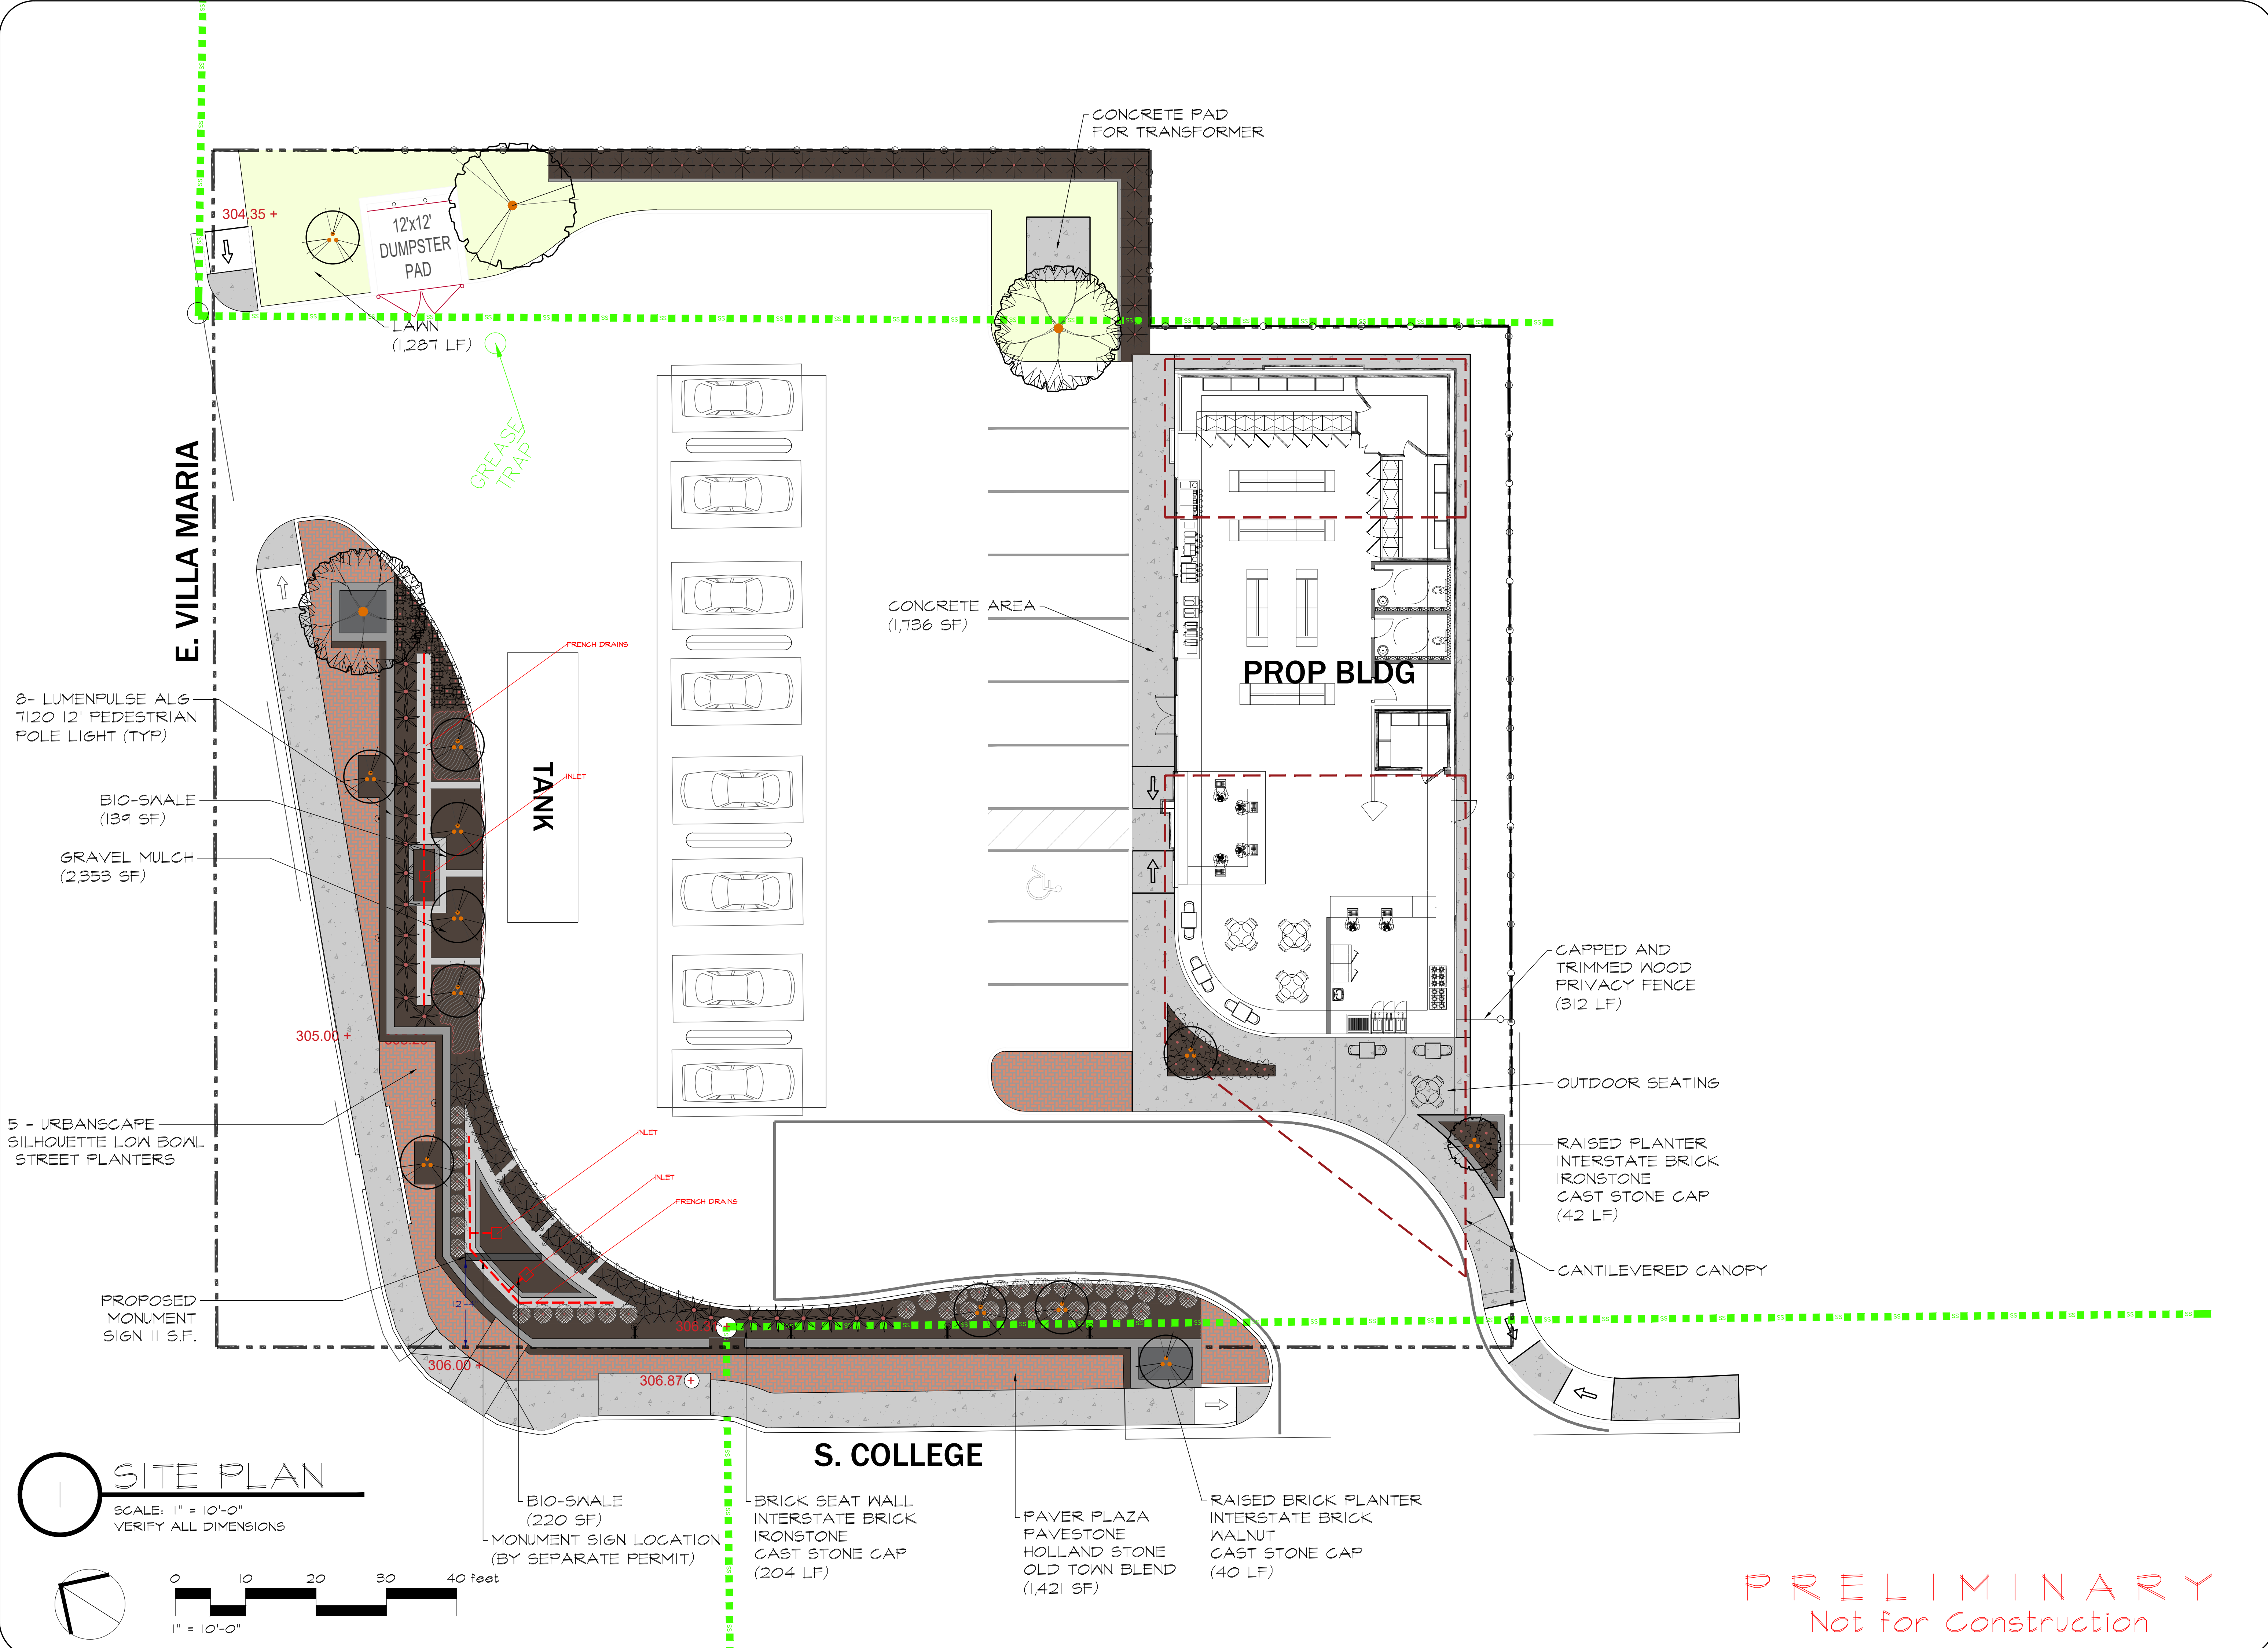 CONCRETE PAD
FOR TRANSFORMER
304.35 +
12'x12'
DUMPSTER
PAD
LAWN
(1,287 LF)
GREASE
TRAP
E. VILLA MARIA
CONCRETE AREA
(1,736 SF)
PROP BLDG
FRENCH DRAINS
8- LUMENPULSE ALG
7120 12' PEDESTRIAN
POLE LIGHT (TYP)
TANK
INLET
BIO-SWALE
(139 SF)
GRAVEL MULCH
(2,353 SF)
CAPPED AND
TRIMMED WOOD
PRIVACY FENCE
(312 LF)
305.00 +
OUTDOOR SEATING
5 - URBANSCAPE
SILHOUETTE LOW BOWL
STREET PLANTERS
INLET
INLET
FRENCH DRAINS
RAISED PLANTER
INTERSTATE BRICK
IRONSTONE
CAST STONE CAP
(42 LF)
CANTILEVERED CANOPY
PROPOSED
MONUMENT
SIGN 11 S.F.
306.00 +
306.87 +
S. COLLEGE
1
SITE PLAN
SCALE: 1" = 10'-0"
VERIFY ALL DIMENSIONS
BIO-SWALE
(220 SF)
MONUMENT SIGN LOCATION
(BY SEPARATE PERMIT)
BRICK SEAT WALL
INTERSTATE BRICK
IRONSTONE
CAST STONE CAP
(204 LF)
PAVER PLAZA
PAVESTONE
HOLLAND STONE
OLD TOWN BLEND
(1,421 SF)
RAISED BRICK PLANTER
INTERSTATE BRICK
WALNUT
CAST STONE CAP
(40 LF)
0 10 20 30 40 feet
1" = 10'-0"
PRELIMINARY
Not for Construction